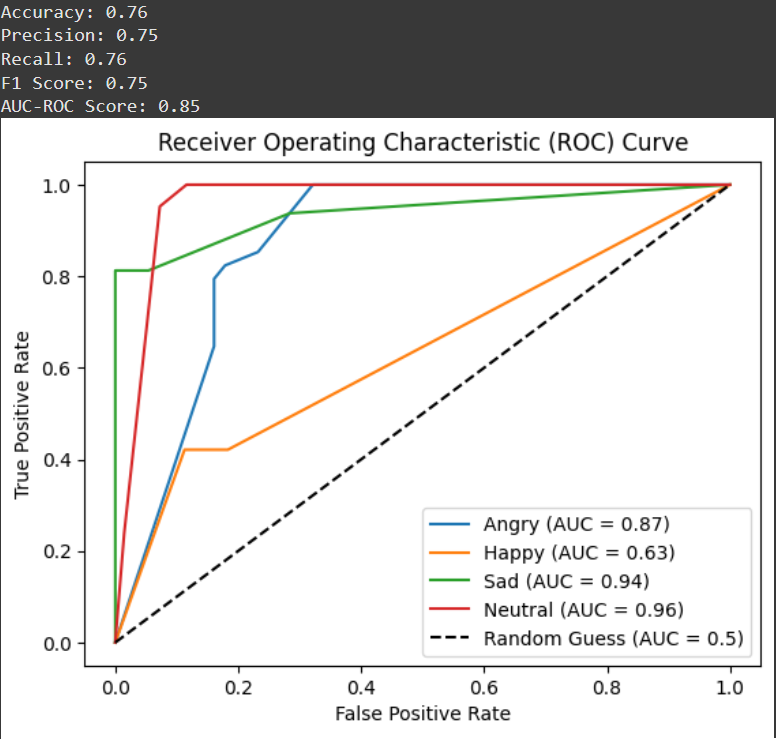 Accuracy: 0.76
Precision: 0.75
Recall: 0.76
F1 Score: 0.75
AUC-ROC Score: 0.85
Receiver Operating Characteristic (ROC) Curve
1.0
0.8
0.6
0.4
0.2
0.0
True Positive Rate
Angry (AUC = 0.87)
Happy (AUC = 0.63)
Sad (AUC = 0.94)
Neutral (AUC = 0.96)
Random Guess (AUC = 0.5)
0.0 0.2 0.4 0.6 0.8 1.0
False Positive Rate